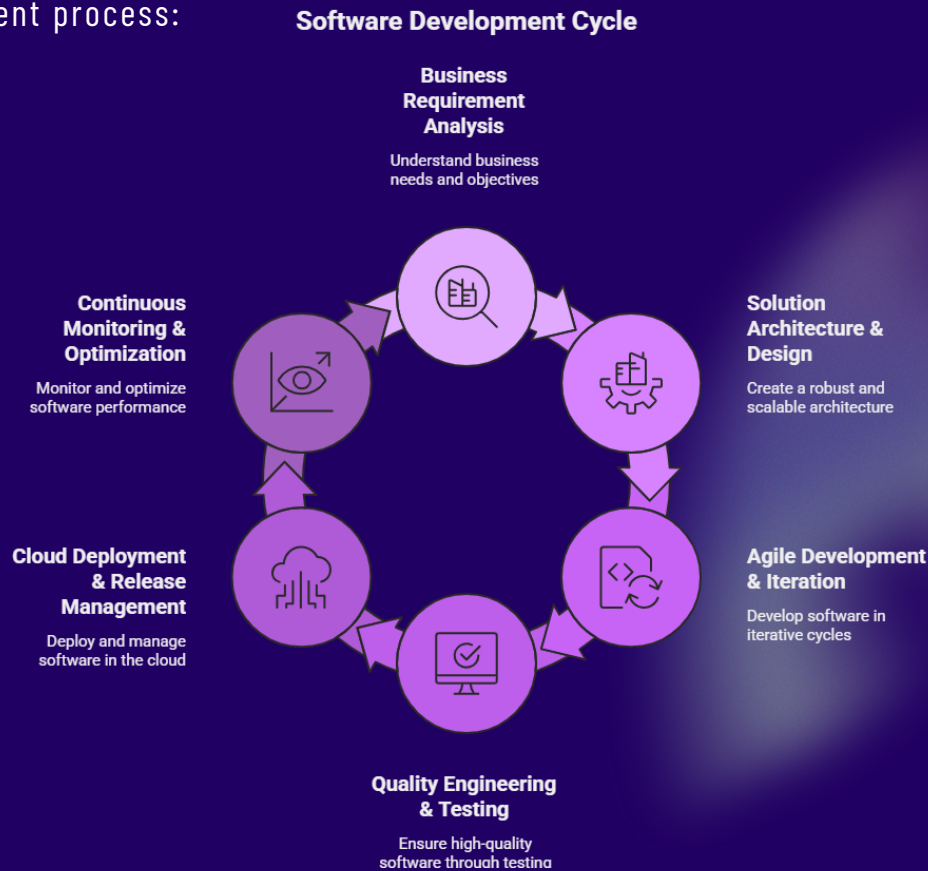 ent process:
Software Development Cycle
Business
Requirement
Analysis
Understand business
needs and objectives
Solution
Architecture &
Design
Create a robust and
scalable architecture
Agile Development
& Iteration
Develop software in
iterative cycles
Quality Engineering
& Testing
Ensure high-quality
software through testing
Cloud Deployment
& Release
Management
Deploy and manage
software in the cloud
Continuous
Monitoring &
Optimization
Monitor and optimize
software performance